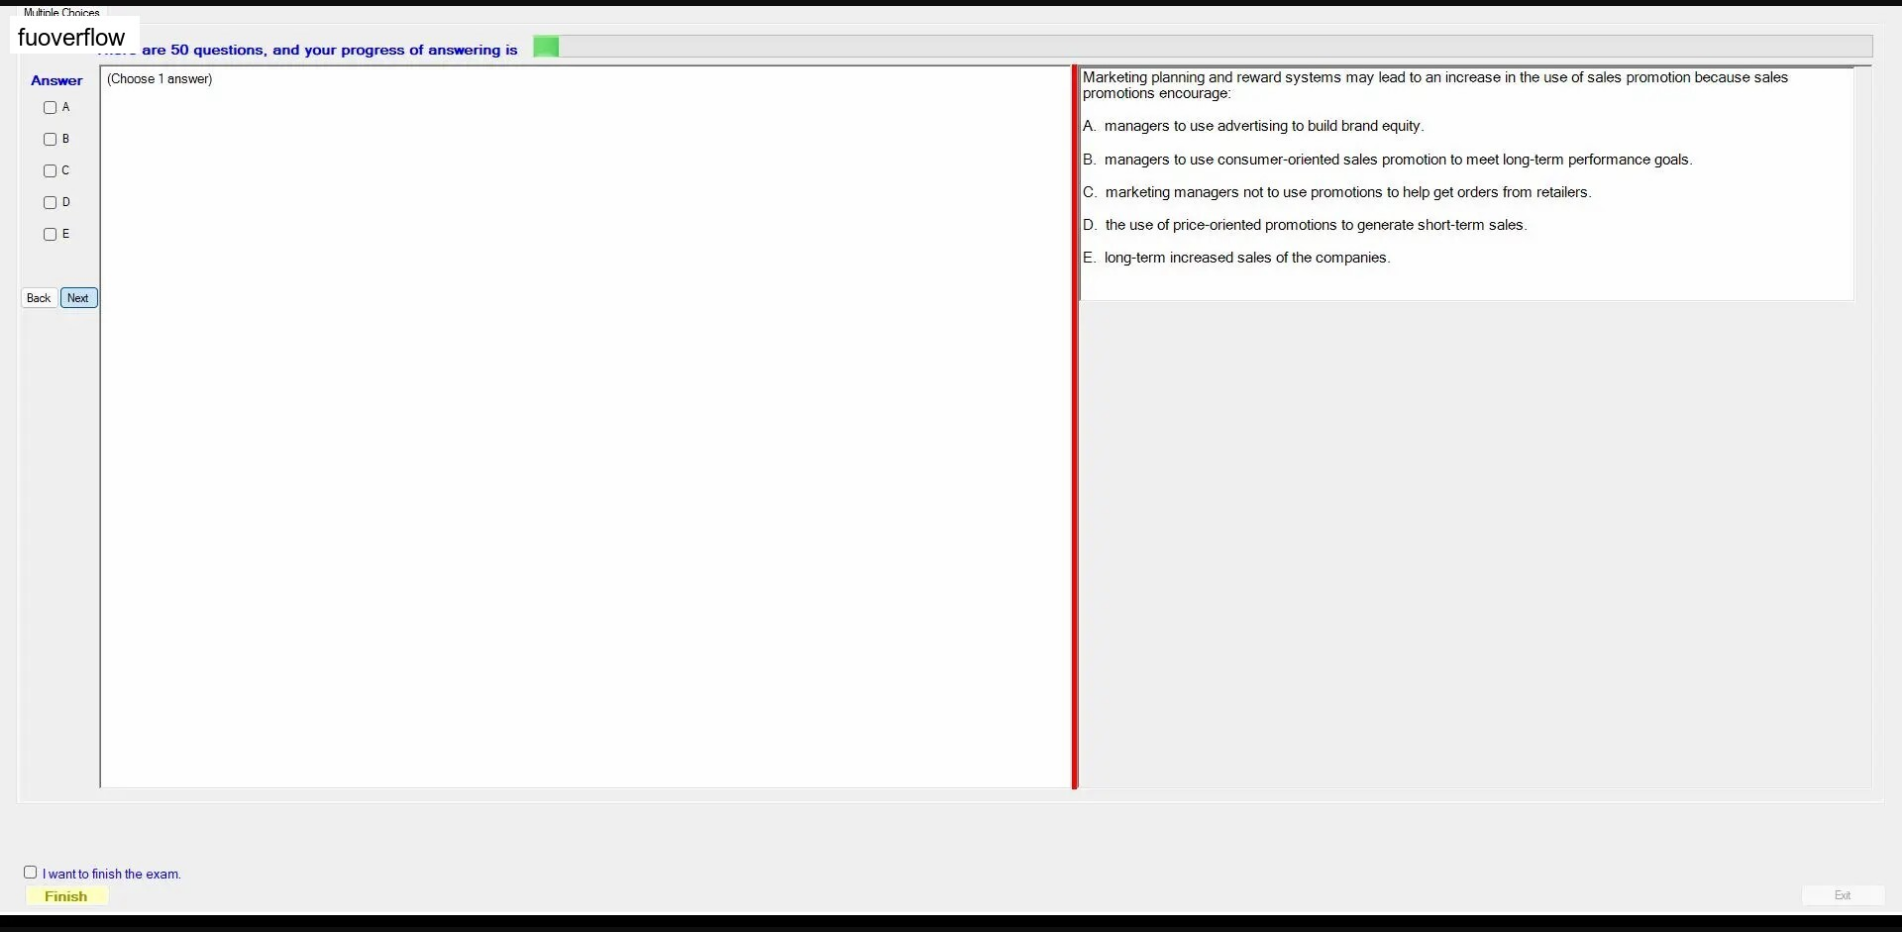 Multiple Choices
fuoverflow
are 50 questions, and your progress of answering is
Answer
(Choose 1 answer)
A
B
C
D
E
Back
Next
Marketing planning and reward systems may lead to an increase in the use of sales promotion because sales
promotions encourage:
A. managers to use advertising to build brand equity.
B. managers to use consumer-oriented sales promotion to meet long-term performance goals.
C. marketing managers not to use promotions to help get orders from retailers.
D. the use of price-oriented promotions to generate short-term sales.
E. long-term increased sales of the companies.
I want to finish the exam.
Finish
Exit